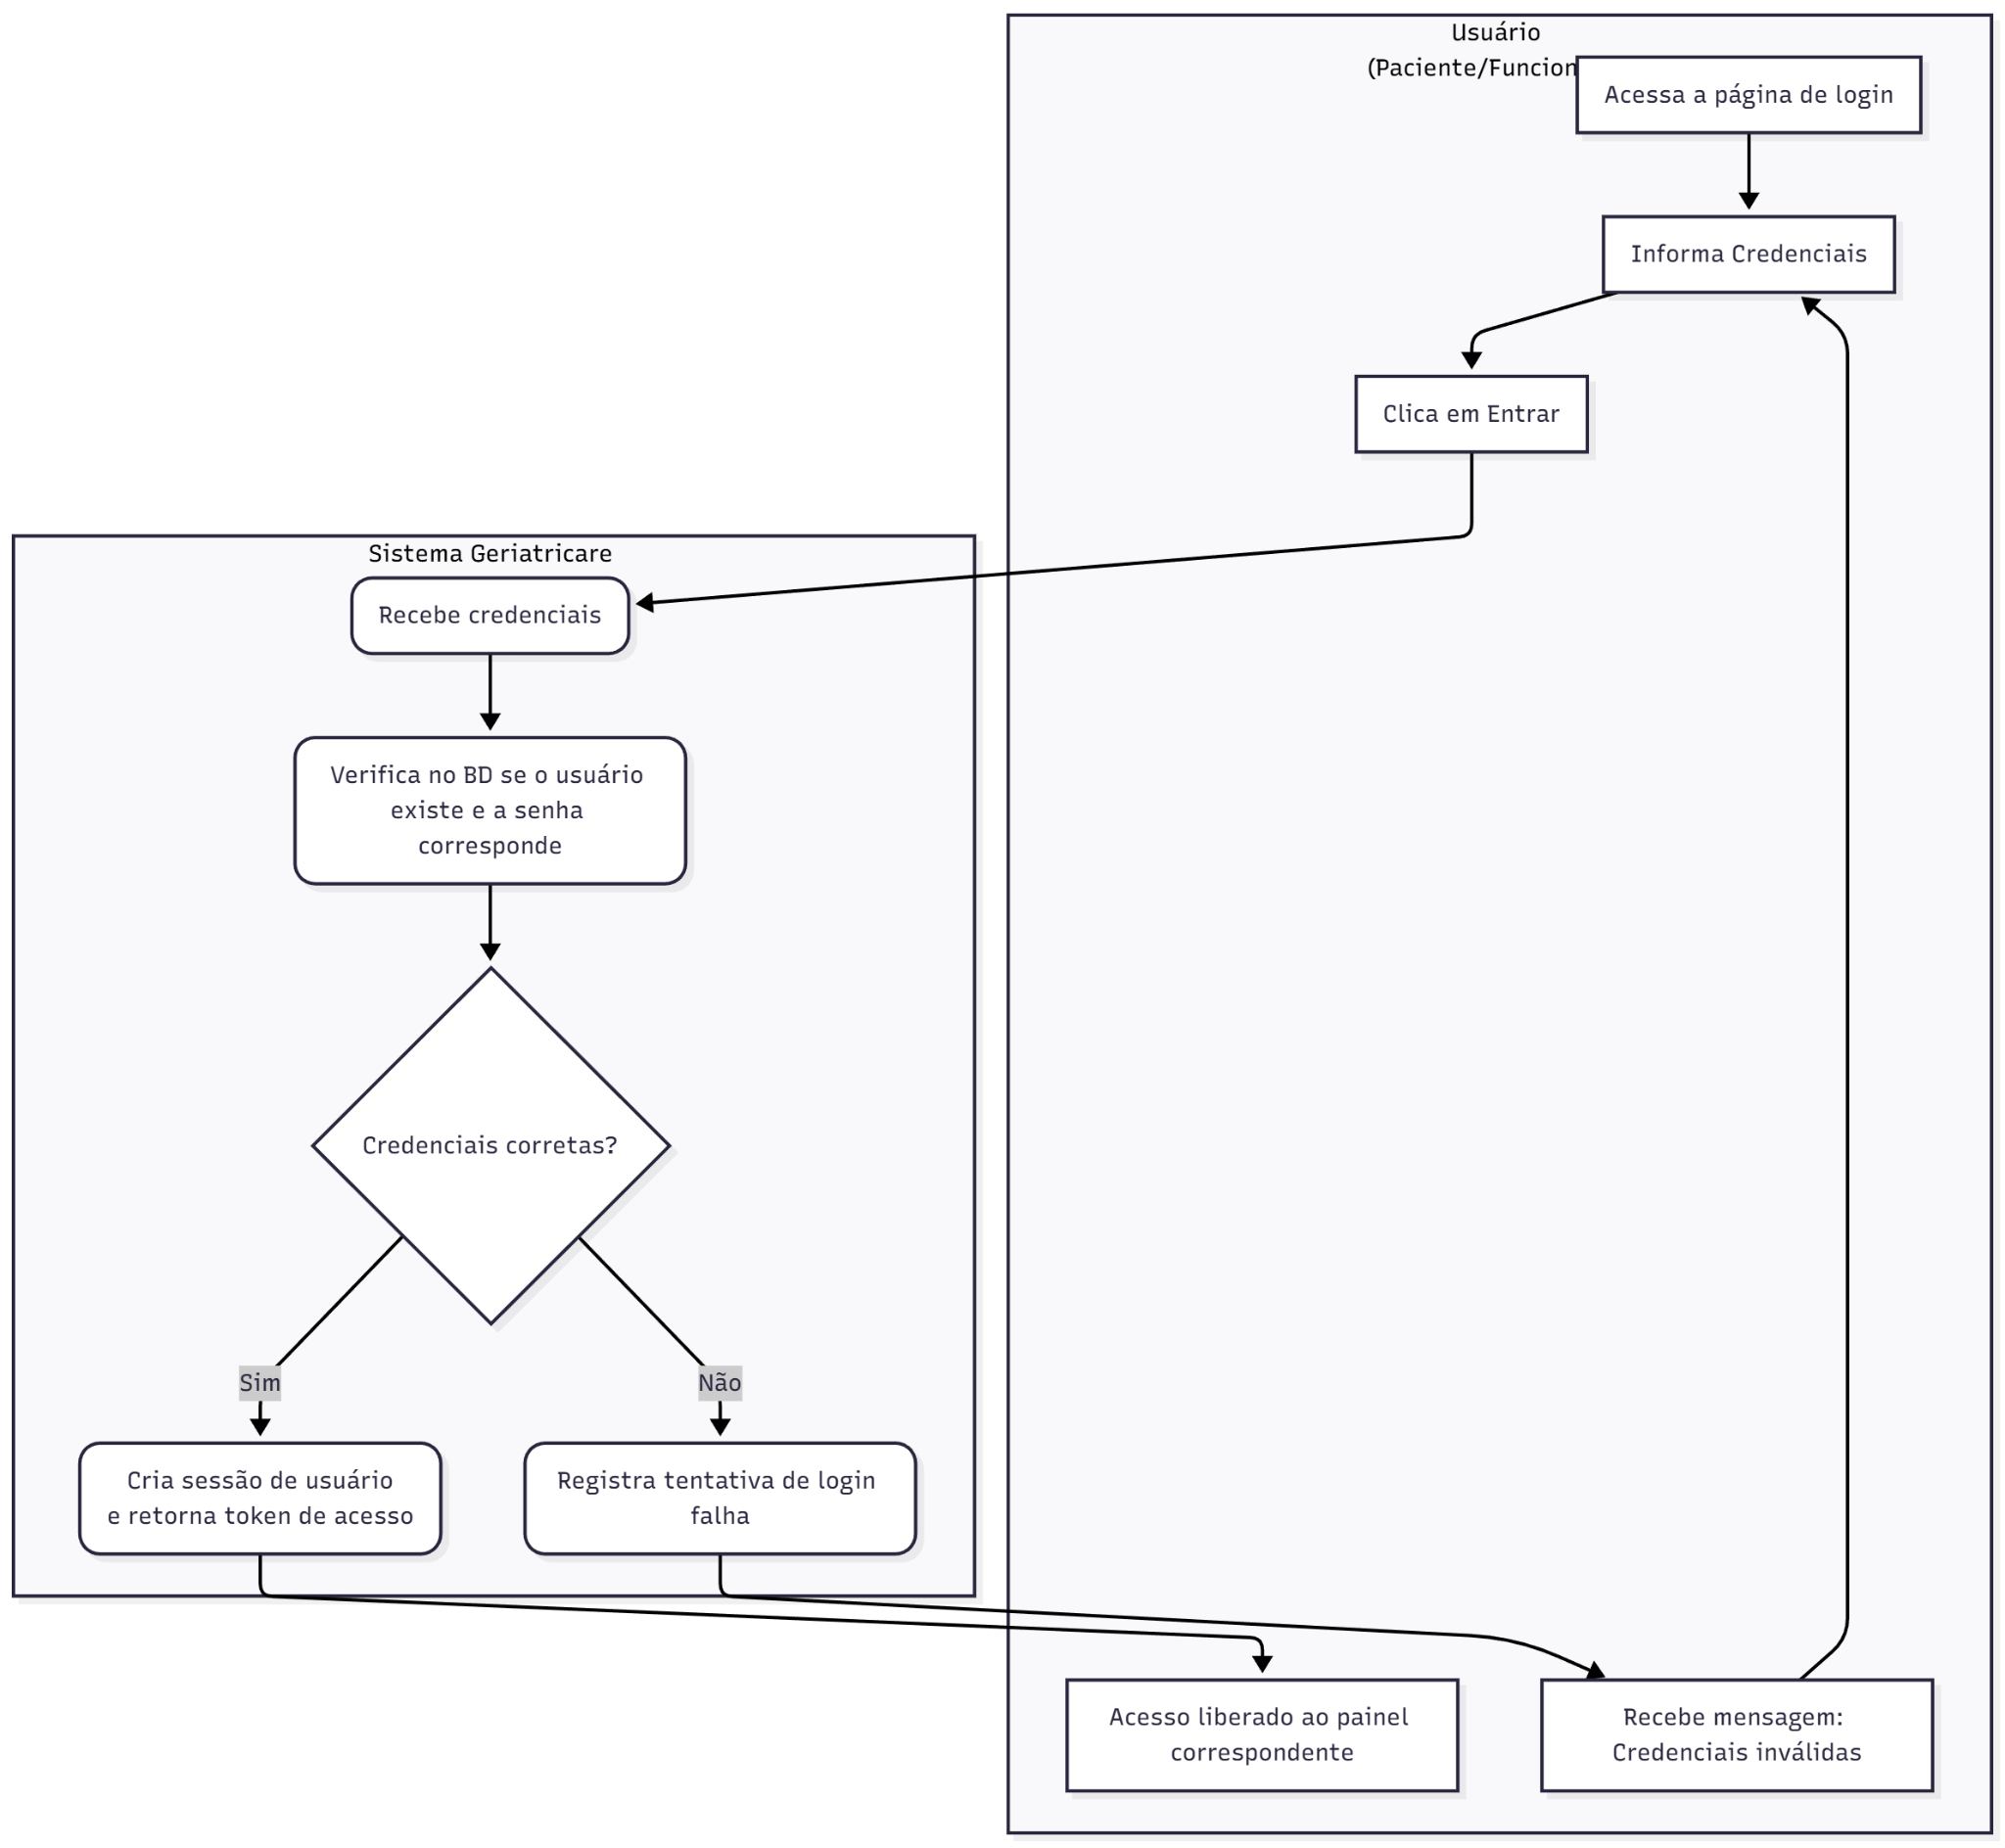 Usuário
(Paciente/Funcion
Acessa a página de login
Informa Credenciais
Clica em Entrar
Sistema Geriatricare
Recebe credenciais
Verifica no BD se o usuário
existe e a senha
corresponde
Credenciais corretas?
Sim
Não
Cria sessão de usuário
e retorna token de acesso
Registra tentativa de login
falha
Acesso liberado ao painel
correspondente
Recebe mensagem:
Credenciais inválidas